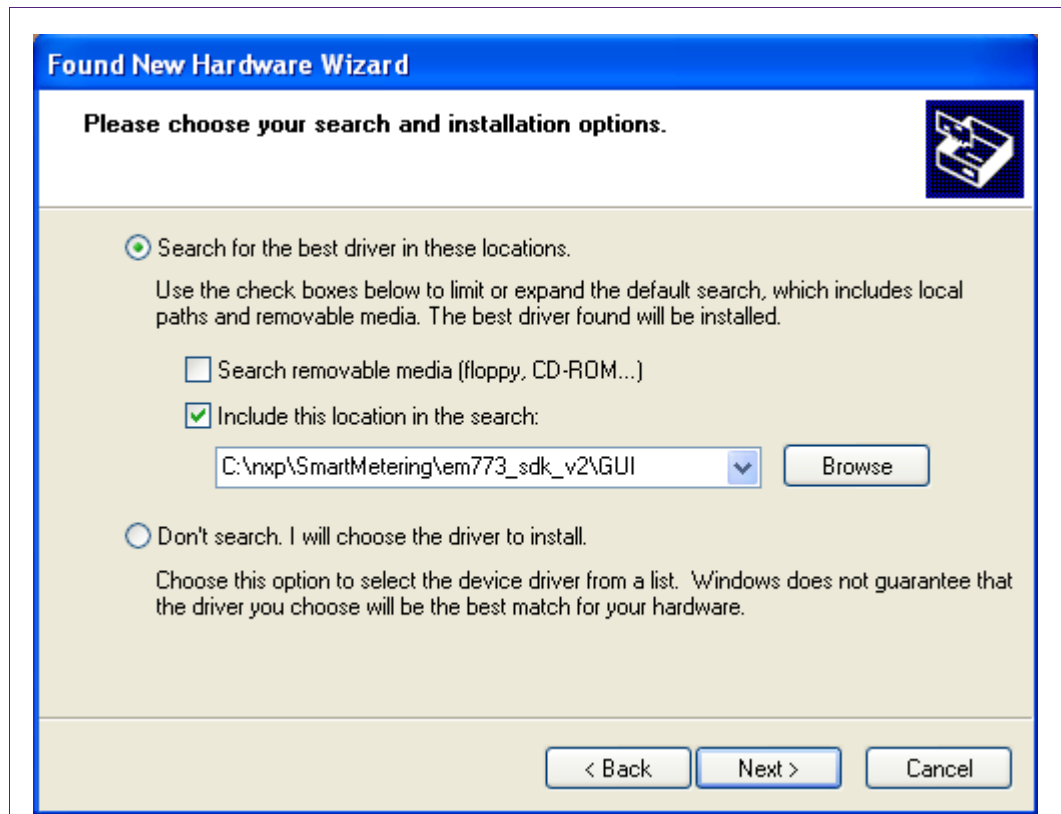 Found New Hardware Wizard
Please choose your search and installation options.
Search for the best driver in these locations.
Use the check boxes below to limit or expand the default search, which includes local
paths and removable media. The best driver found will be installed.
Search removable media (floppy, CD-ROM...)
Include this location in the search:
C:\nxp\SmartMetering\em773_sdk_v2\GUI
Browse
Don't search. I will choose the driver to install.
Choose this option to select the device driver from a list. Windows does not guarantee that
the driver you choose will be the best match for your hardware.
< Back Next > Cancel